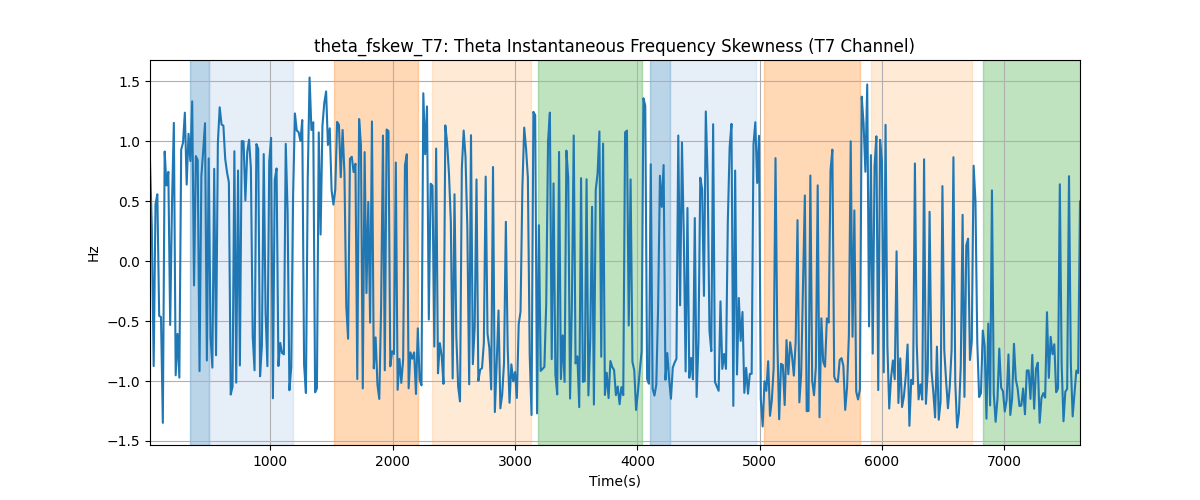 theta_fskew_T7: Theta Instantaneous Frequency Skewness (T7 Channel)
1.5
1.0
0.5
0.0
−0.5
−1.0
−1.5
Hz
1000 2000 3000 4000 5000 6000 7000
Time(s)